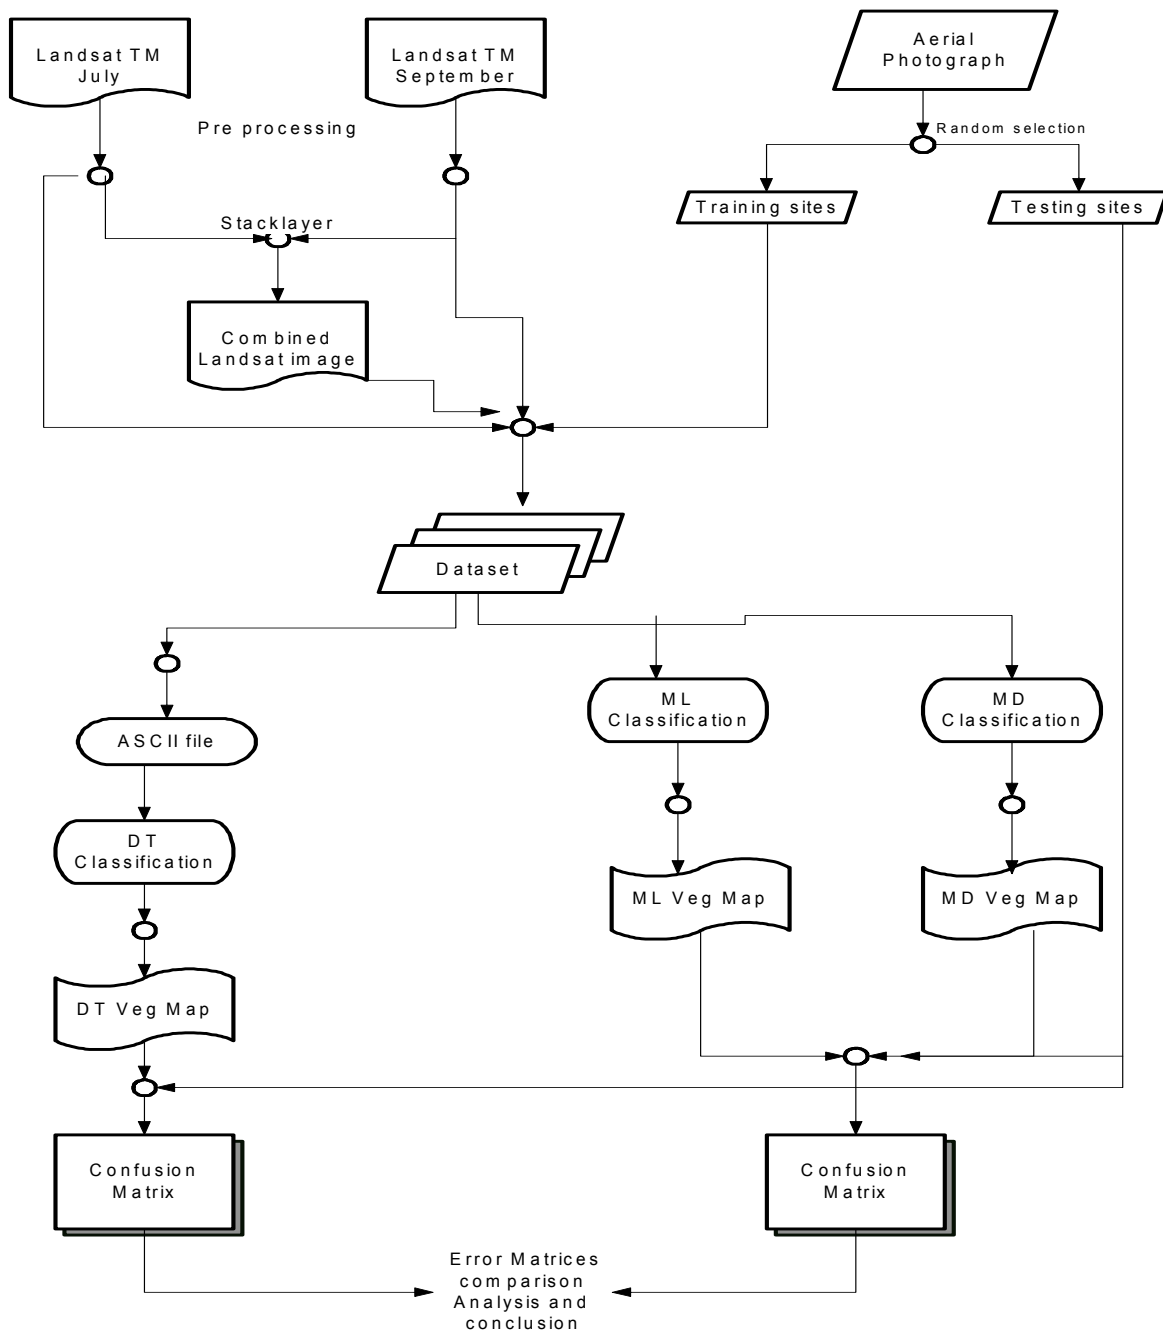 Landsat TM
July
Landsat TM
September
Aerial
Photograph
Pre processing
Random selection
Training sites
Testing sites
Stacklayer
Combined
Landsat image
Dataset
ML
Classification
MD
Classification
ASCII file
DT
Classification
ML Veg Map
MD Veg Map
DT Veg Map
Confusion
Matrix
Confusion
Matrix
Error Matrices
comparison
Analysis and
conclusion